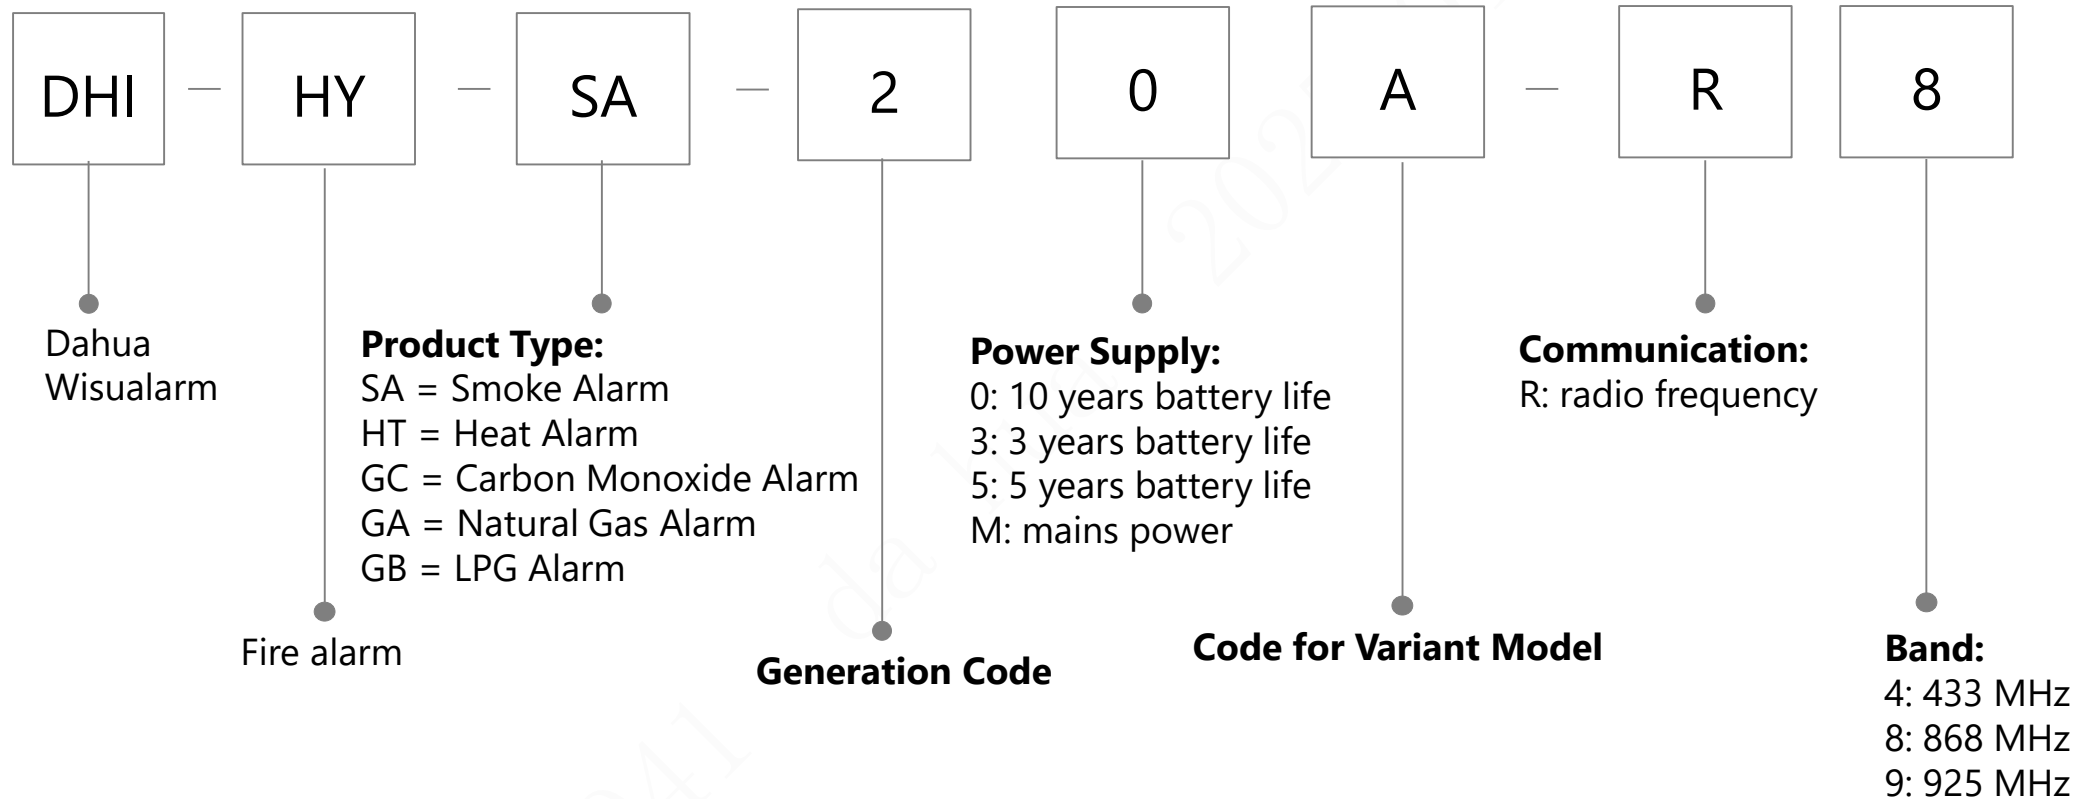 DHI — HY — SA — 2 0 A — R 8
Dahua
Wisualarm
Fire alarm
Product Type:
SA = Smoke Alarm
HT = Heat Alarm
GC = Carbon Monoxide Alarm
GA = Natural Gas Alarm
GB = LPG Alarm
Generation Code
Power Supply:
0: 10 years battery life
3: 3 years battery life
5: 5 years battery life
M: mains power
Code for Variant Model
Communication:
R: radio frequency
Band:
4: 433 MHz
8: 868 MHz
9: 925 MHz